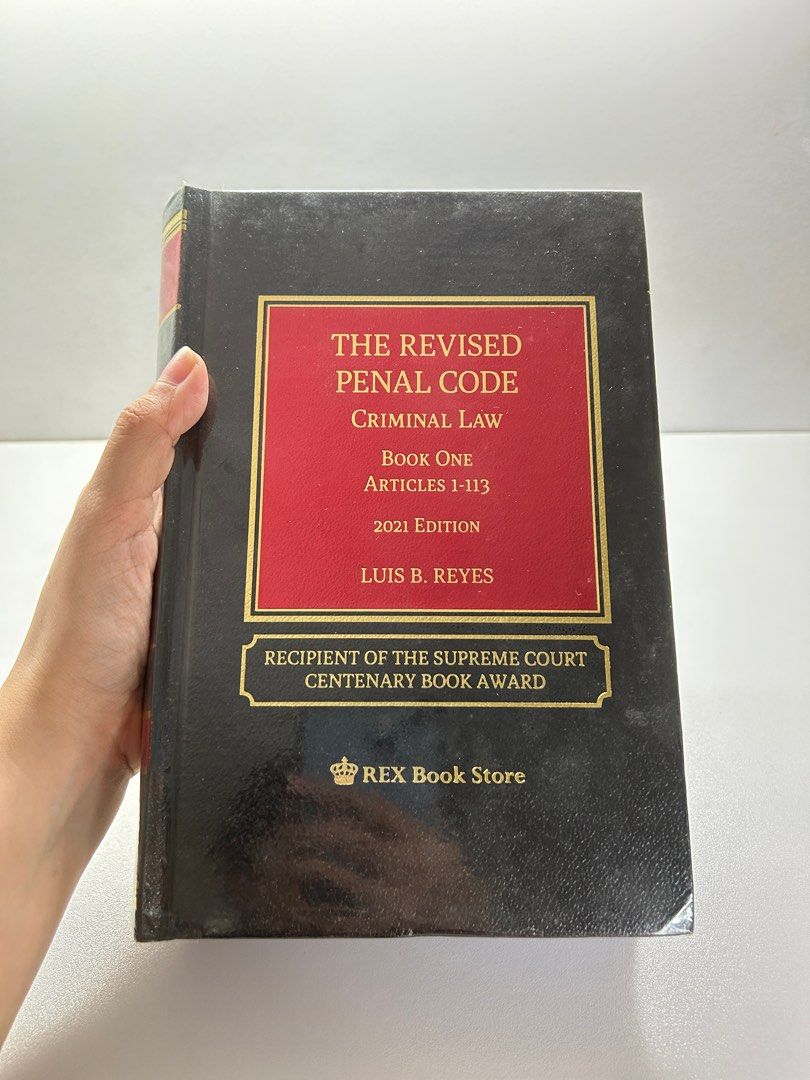 THE REVISED
PENAL CODE
CRIMINAL LAW
BOOK ONE
ARTICLES 1-113
2021 EDITION
LUIS B. REYES
RECIPIENT OF THE SUPREME COURT
CENTENARY BOOK AWARD
REX Book Store